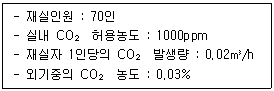 - 재실인원 : 70인
- 실내 CO₂ 허용농도 : 1000ppm
- 재실자 1인당의 CO₂ 발생량 : 0,02㎥/h
- 외기중의 CO₂ 농도 : 0,03%